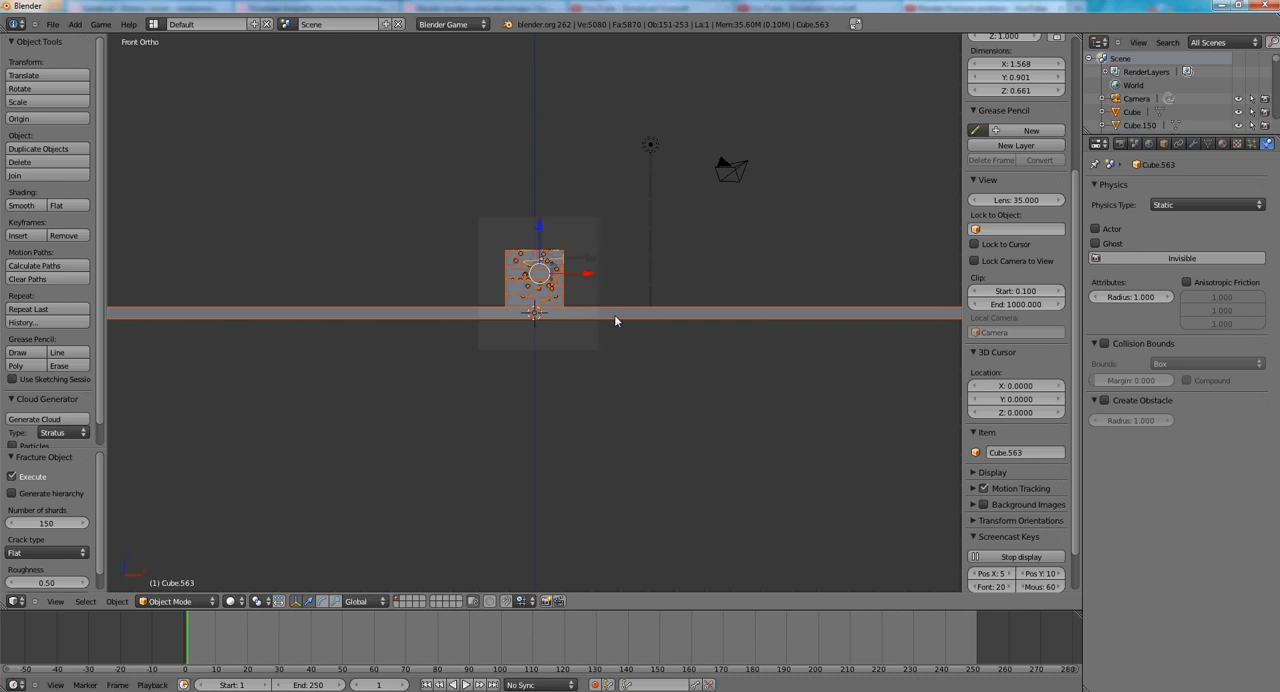 Blender
File Add Game Help Default Scene Blender Game blender.org 262 | Ve:5080 | Fa:5870 | Ob:151-253 | La:1 | Mem:35.60M (0.10M) | Cube.563
Object Tools
Transform:
Translate
Rotate
Scale
Origin
Object:
Duplicate Objects
Delete
Join
Shading:
Smooth Flat
Keyframes:
Insert Remove
Motion Paths:
Calculate Paths
Clear Paths
Repeat:
Repeat Last
History...
Grease Pencil:
Draw Line
Poly Erase
Use Sketching Sessio
Cloud Generator
Generate Cloud
Type: Stratus
Particles
Fracture Object
Execute
Generate hierarchy
Number of shards
150
Crack type
Flat
Roughness
0.50
Front Ortho
(1) Cube.563
Z: 1.000
Dimensions:
X: 1.568
Y: 0.901
Z: 0.661
Grease Pencil
New
New Layer
Delete Frame Convert
View
Lens: 35.000
Lock to Object:
Lock to Cursor
Lock Camera to View
Clip:
Start: 0.100
End: 1000.000
Local Camera:
Camera
3D Cursor
Location:
X: 0.0000
Y: 0.0000
Z: 0.0000
Item
Cube.563
Display
Motion Tracking
Background Images
Transform Orientations
Screencast Keys
Stop display
Pos X: 5 Pos Y: 10
Font: 20 Mous: 60
View Search All Scenes
Scene
RenderLayers
World
Camera
Cube
Cube.150
Cube.563
Physics
Physics Type: Static
Actor
Ghost
Invisible
Attributes: Anisotropic Friction
Radius: 1.000 1.000
1.000
1.000
Collision Bounds
Bounds: Box
Margin: 0.000 Compound
Create Obstacle
Radius: 1.000
View Select Object Object Mode Global
-50 -40 -30 -20 -10 0 10 20 30 40 50 60 70 80 90 100 110 120 130 140 150 160 170 180 190 200 210 220 230 240 250 260 270 280
View Marker Frame Playback Start: 1 End: 250 1 No Sync